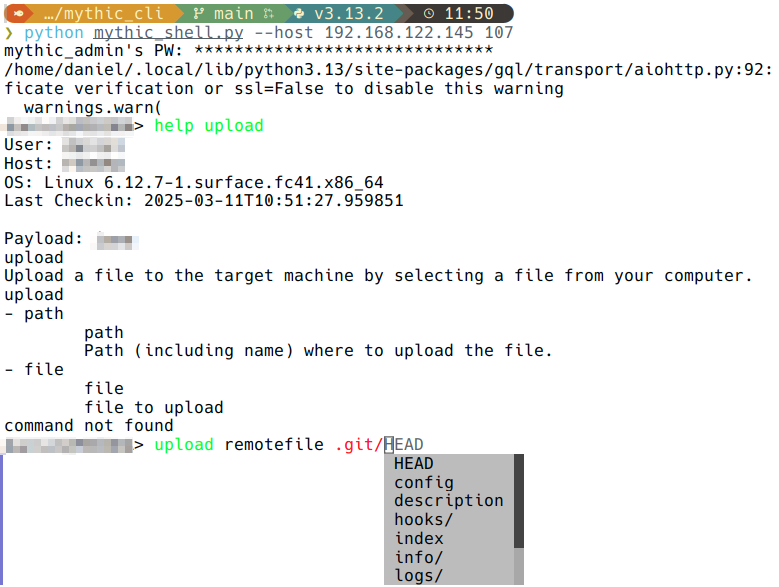 …/mythic_cli main v3.13.2 11:50
❯ python mythic_shell.py --host 192.168.122.145 107
mythic_admin's PW: ******************************
/home/daniel/.local/lib/python3.13/site-packages/gql/transport/aiohttp.py:92:
ficate verification or ssl=False to disable this warning
  warnings.warn(
> help upload
User:
Host:
OS: Linux 6.12.7-1.surface.fc41.x86_64
Last Checkin: 2025-03-11T10:51:27.959851

Payload:
upload
Upload a file to the target machine by selecting a file from your computer.
upload
- path
        path
        Path (including name) where to upload the file.
- file
        file
        file to upload
command not found
> upload remotefile .git/HEAD
HEAD
config
description
hooks/
index
info/
logs/